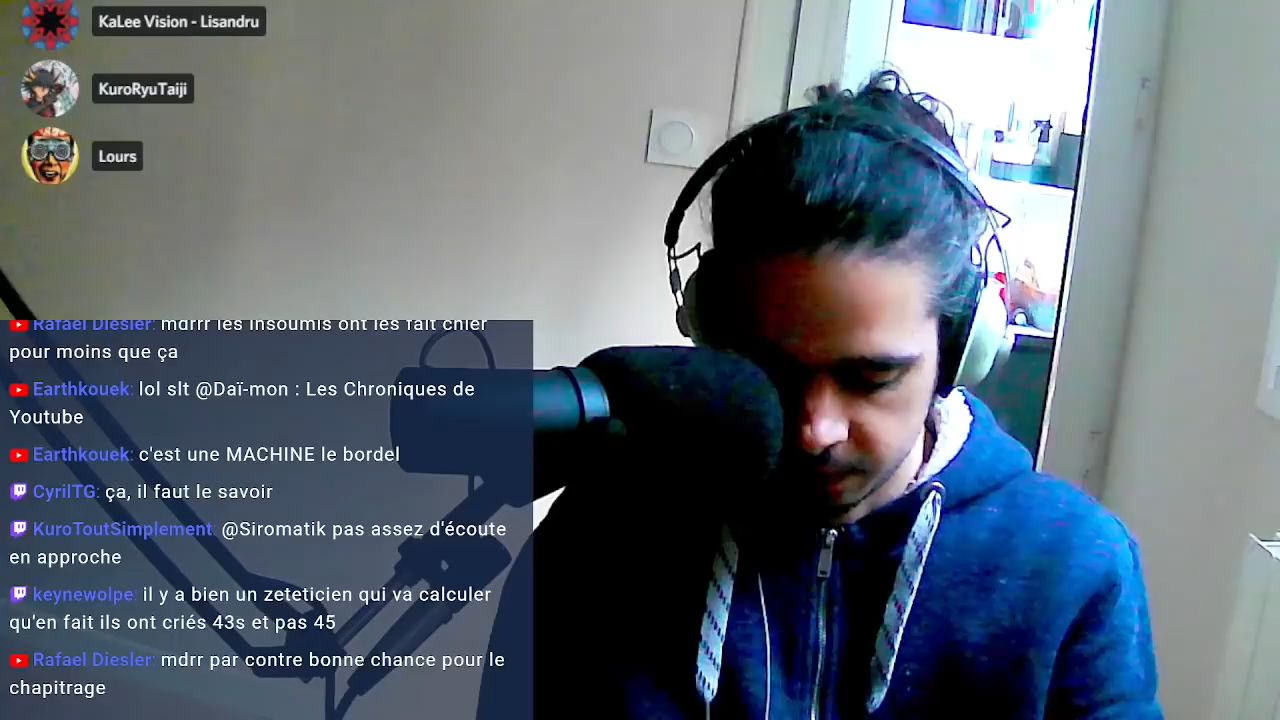 KaLee Vision - Lisandru
KuroRyuTaiji
Lours
Rafael Diesler: mdrrr les insoumis ont les fait chier
pour moins que ça
Earthkouek: lol slt @Daï-mon : Les Chroniques de
Youtube
Earthkouek: c'est une MACHINE le bordel
CyrilTG: ça, il faut le savoir
KuroToutSimplement: @Siromatik pas assez d'écoute
en approche
keynewolpe: il y a bien un zeteticien qui va calculer
qu'en fait ils ont criés 43s et pas 45
Rafael Diesler: mdrr par contre bonne chance pour le
chapitrage